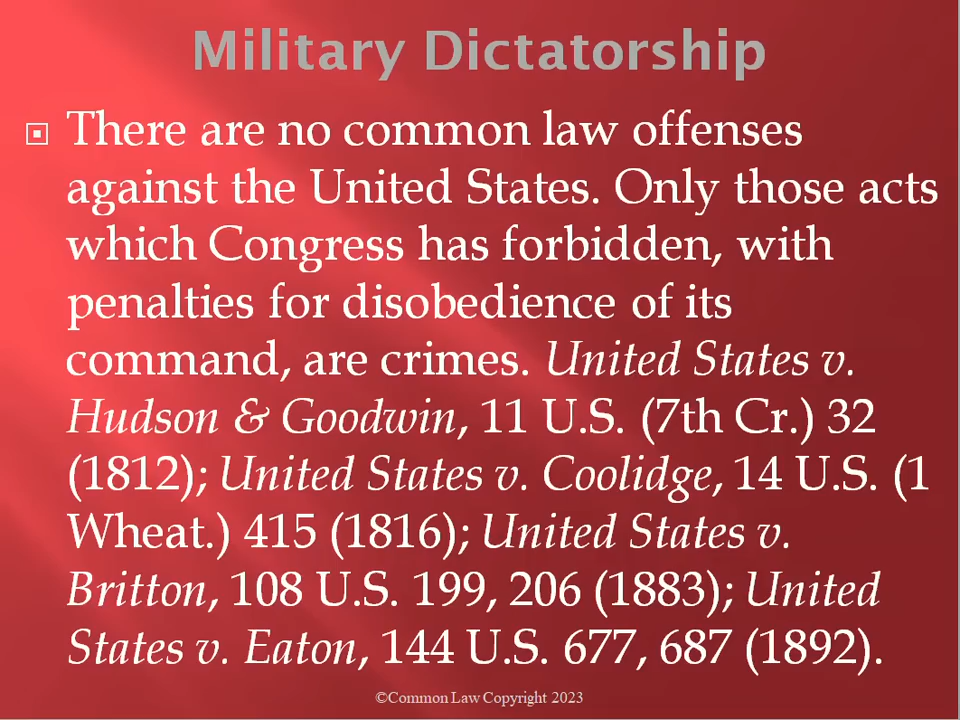 Military Dictatorship
There are no common law offenses
against the United States. Only those acts
which Congress has forbidden, with
penalties for disobedience of its
command, are crimes. United States v.
Hudson & Goodwin, 11 U.S. (7th Cr.) 32
(1812); United States v. Coolidge, 14 U.S. (1
Wheat.) 415 (1816); United States v.
Britton, 108 U.S. 199, 206 (1883); United
States v. Eaton, 144 U.S. 677, 687 (1892).
©Common Law Copyright 2023